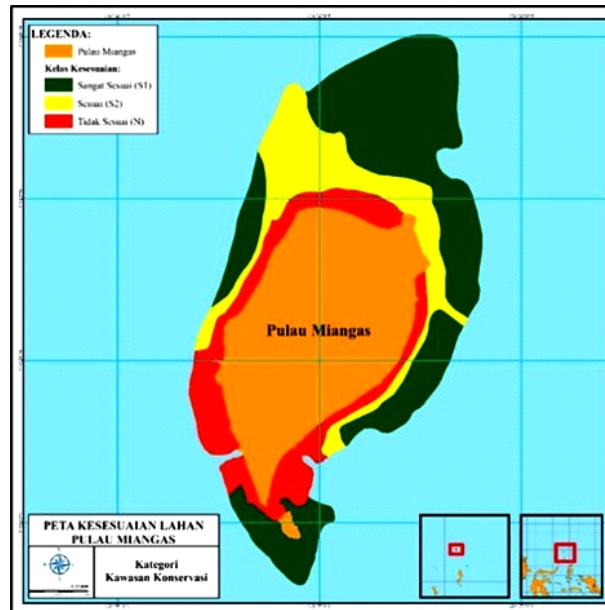 LEGENDA:
Pulau Miangas
Kelas Kesesuaian:
Sangat Sesuai (S1)
Sesuai (S2)
Tidak Sesuai (N)
Pulau Miangas
PETA KESESUAIAN LAHAN
PULAU MIANGAS
Kategori
Kawasan Konservasi